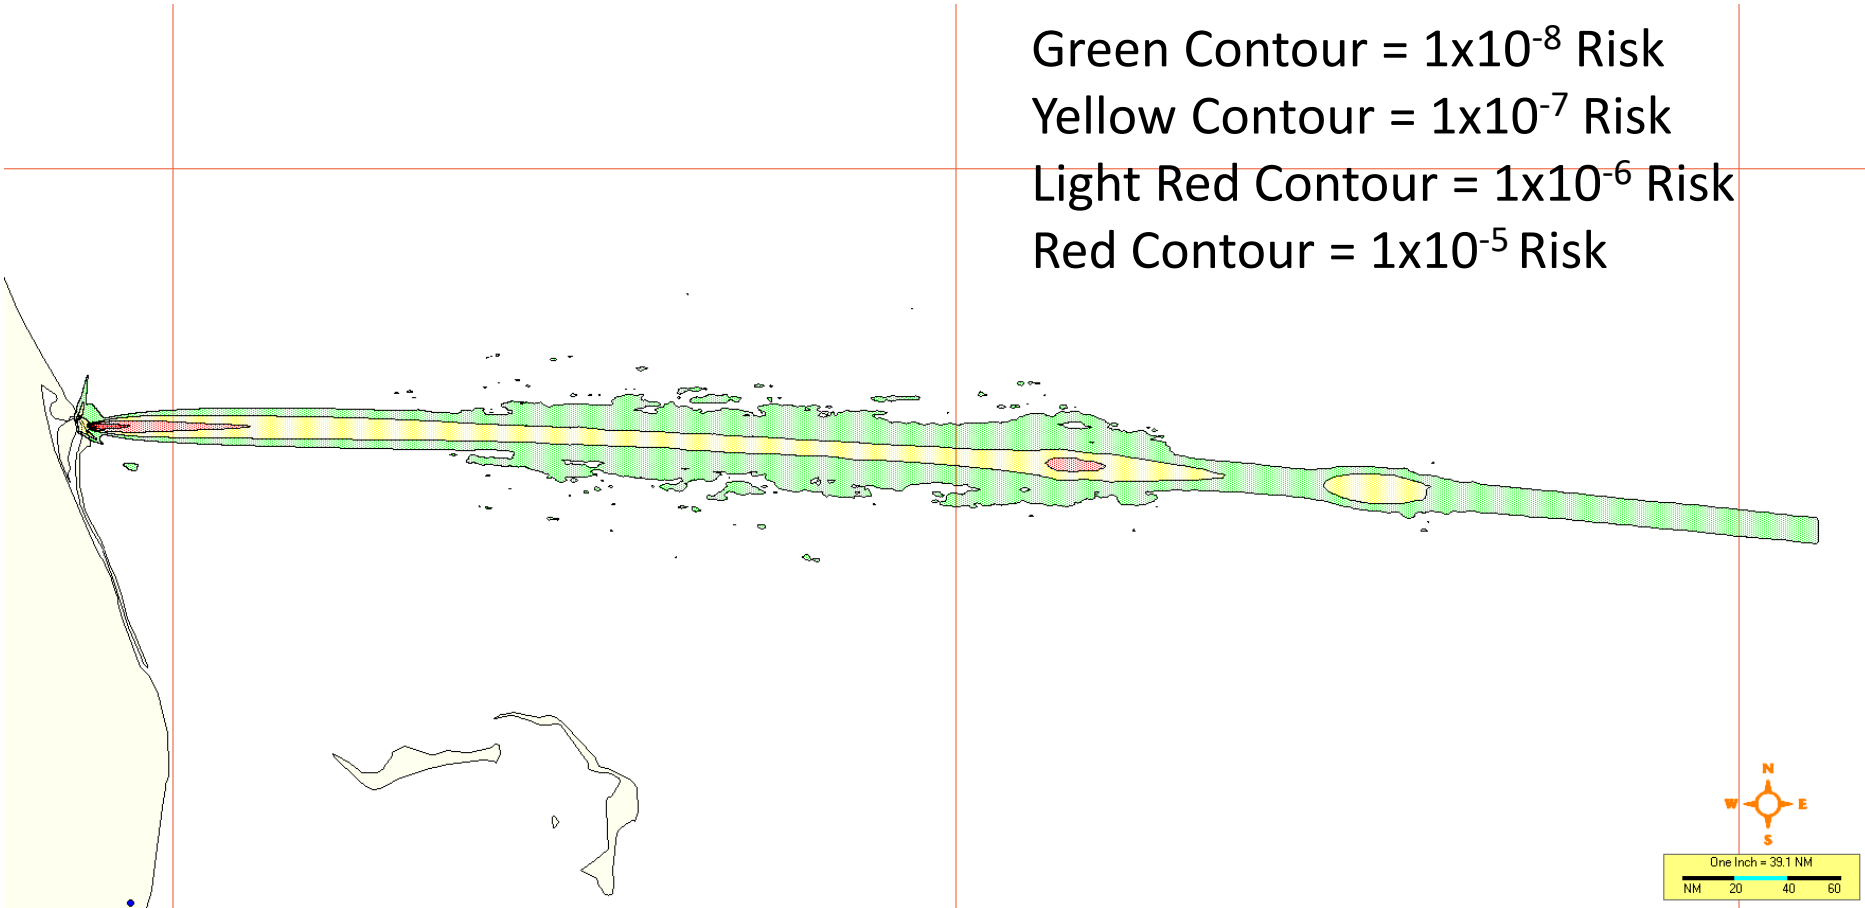 Green Contour = 1x10⁻⁸ Risk
Yellow Contour = 1x10⁻⁷ Risk
Light Red Contour = 1x10⁻⁶ Risk
Red Contour = 1x10⁻⁵ Risk
N
W E
S
One Inch = 39.1 NM
NM 20 40 60